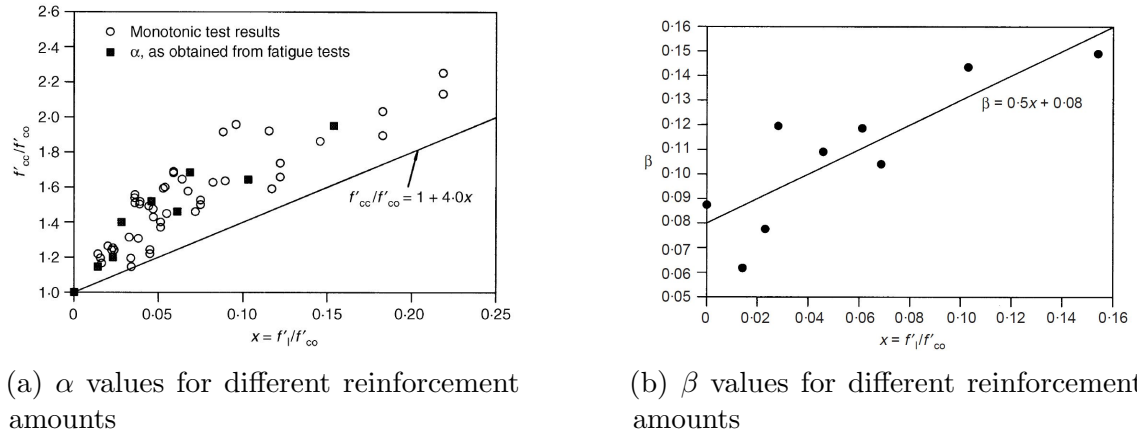 2·6
2·4
2·2
2·0
1·8
1·6
1·4
1·2
1·0
f′cc/f′co
Monotonic test results
α, as obtained from fatigue tests
f′cc/f′co = 1 + 4·0x
0 0·05 0·10 0·15 0·20 0·25
x = f′l/f′co
(a) α values for different reinforcement
amounts
0·16
0·16
0·14
0·13
0·12
0·11
0·10
0·09
0·08
0·07
0·06
0·05
β
β = 0·5x + 0·08
0 0·02 0·04 0·06 0·08 0·10 0·12 0·14 0·16
x = f′l/f′co
(b) β values for different reinforcement
amounts